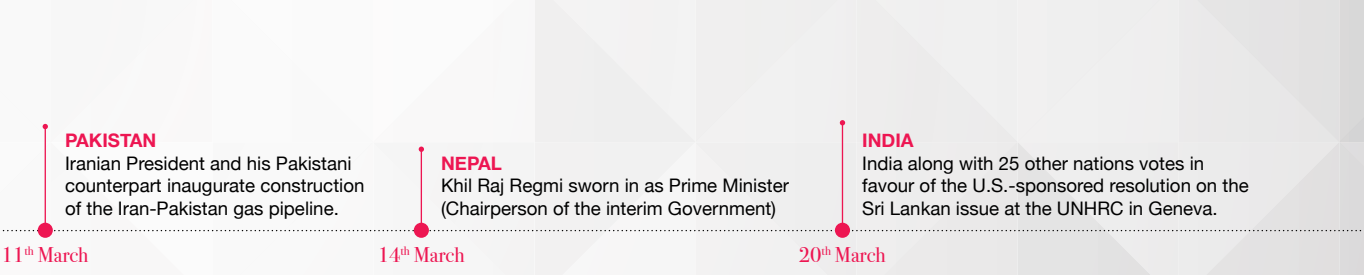 PAKISTAN
Iranian President and his Pakistani
counterpart inaugurate construction
of the Iran-Pakistan gas pipeline.
11th March
NEPAL
Khil Raj Regmi sworn in as Prime Minister
(Chairperson of the interim Government)
14th March
INDIA
India along with 25 other nations votes in
favour of the U.S.-sponsored resolution on the
Sri Lankan issue at the UNHRC in Geneva.
20th March